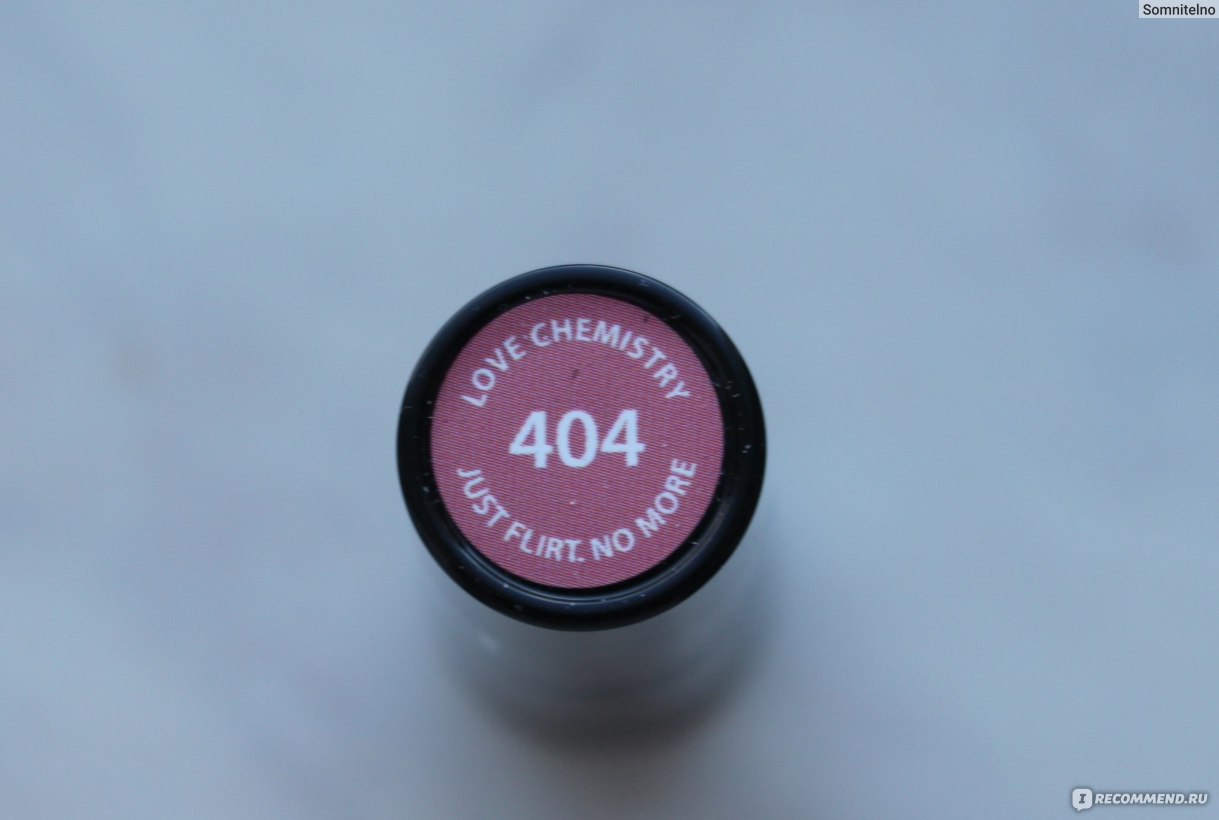 Somnitelno
LOVE CHEMISTRY
404
JUST FLIRT. NO MORE
I RECOMMEND.RU